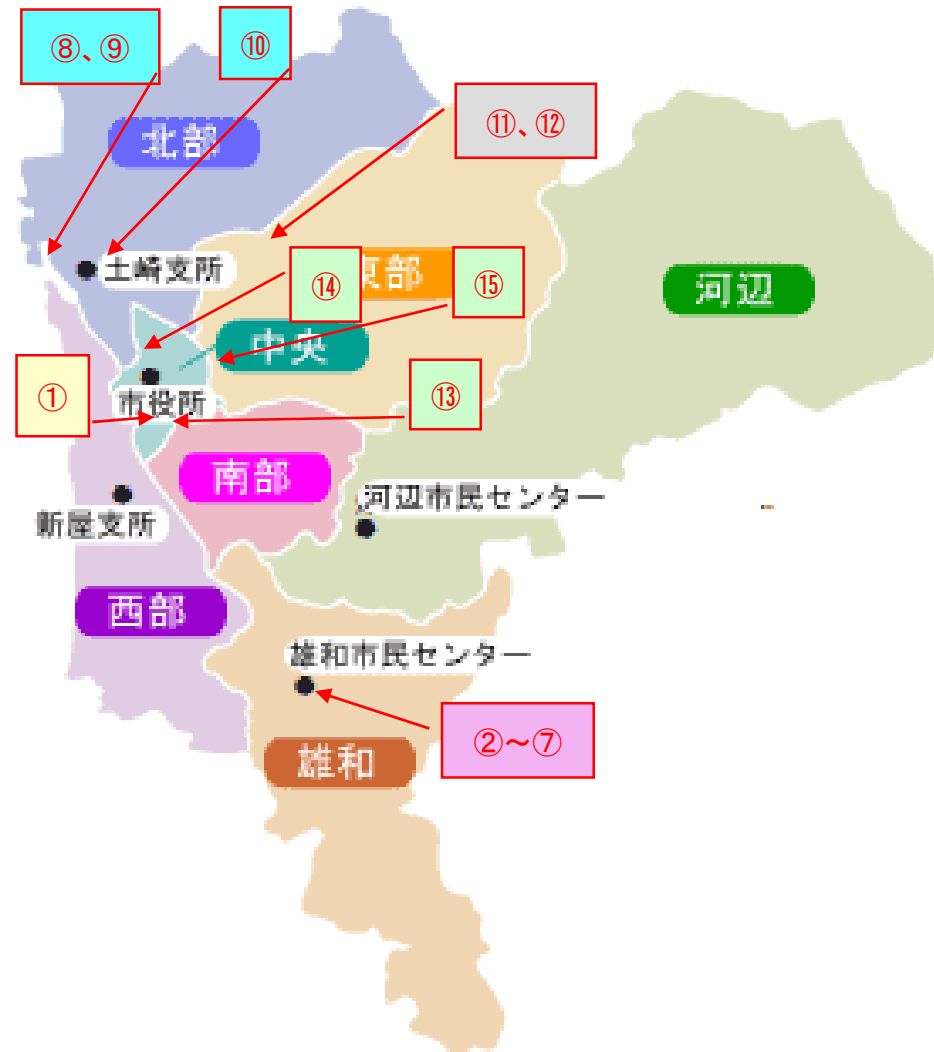 ⑧、⑨
⑩
⑪、⑫
北部
土崎支所
⑭
東部
⑮
河辺
中央
①
市役所
⑬
南部
新屋支所
河辺市民センター
西部
雄和市民センター
②～⑦
雄和